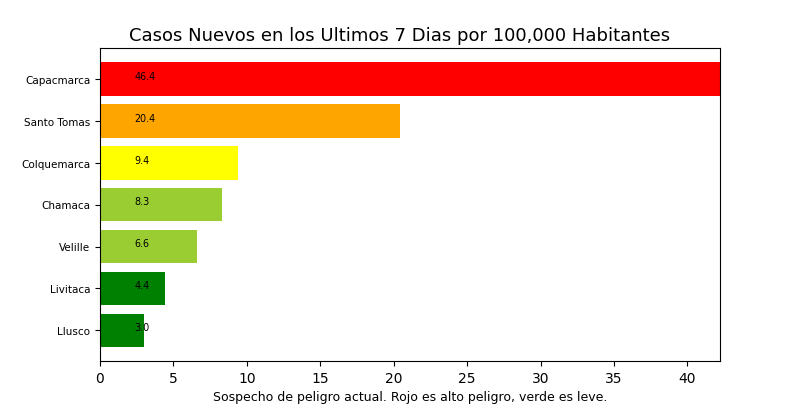 Casos Nuevos en los Ultimos 7 Dias por 100,000 Habitantes
Capacmarca 46.4
Santo Tomas 20.4
Colquemarca 9.4
Chamaca 8.3
Velille 6.6
Livitaca 4.4
Llusco 3.0
0 5 10 15 20 25 30 35 40
Sospecho de peligro actual. Rojo es alto peligro, verde es leve.